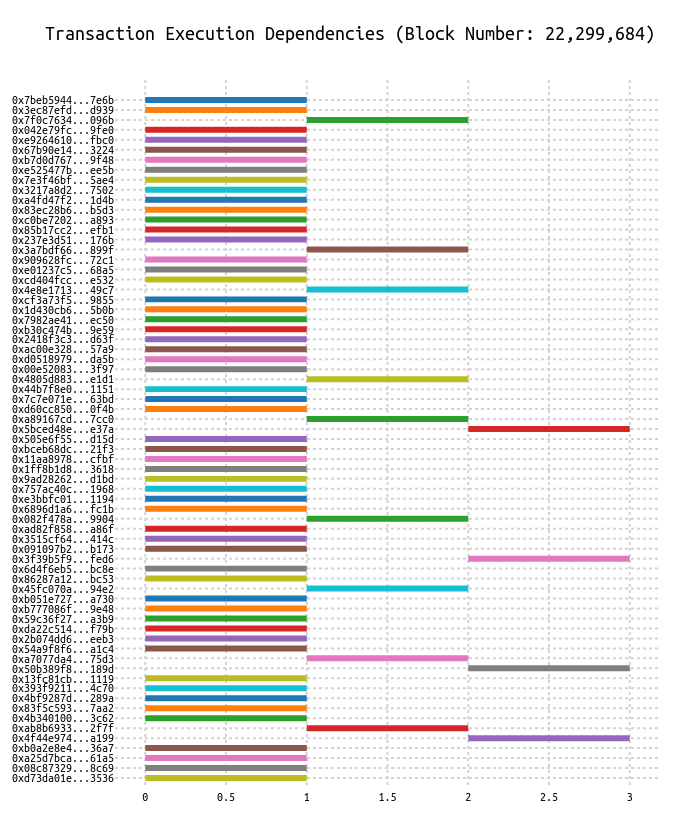 Transaction Execution Dependencies (Block Number: 22,299,684)
0x7beb5944...7e6b
0x3ec87efd...d939
0x7f0c7634...096b
0x042e79fc...9fe0
0xe9264610...fbc0
0x67b90e14...3224
0xb7d0d767...9f48
0xe525477b...ee5b
0x7e3f46bf...5ae4
0x3217a8d2...7502
0xa4fd47f2...1d4b
0x83ec28b6...b5d3
0xc0be7202...a893
0x85b17cc2...efb1
0x237e3d51...176b
0x3a7bdf66...899f
0x909628fc...72c1
0xe01237c5...68a5
0xcd404fcc...e532
0x4e8e1713...49c7
0xcf3a73f5...9855
0x1d430cb6...5b0b
0x7982ae41...ec50
0xb30c474b...9e59
0x2418f3c3...d63f
0xac00e328...57a9
0xd0518979...da5b
0x00e52083...3f97
0x4805d883...e1d1
0x44b7f8e0...1151
0x7c7e071e...63bd
0xd60cc850...0f4b
0xa89167cd...7cc0
0x5bced48e...e37a
0x505e6f55...d15d
0xbceb68dc...21f3
0x11aa8978...cfbf
0x1ff8b1d8...3618
0x9ad28262...d1bd
0x757ac40c...1968
0xe3bbfc01...1194
0x6896d1a6...fc1b
0x082f478a...9904
0xad82f858...a86f
0x3515cf64...414c
0x091097b2...b173
0x3f39b5f9...fed6
0x6d4f6eb5...bc8e
0x86287a12...bc53
0x45fc070a...94e2
0xb051e727...a730
0xb777086f...9e48
0x59c36f27...a3b9
0xda22c514...f79b
0x2b074dd6...eeb3
0x54a9f8f6...a1c4
0xa7077da4...75d3
0x50b389f8...189d
0x13fc81cb...1119
0x393f9211...4c70
0x4bf9287d...289a
0x83f5c593...7aa2
0x4b340100...3c62
0xab8b6933...2f7f
0x4f44e974...a199
0xb0a2e8e4...36a7
0xa25d7bca...61a5
0x08c87329...8c69
0xd73da01e...3536
0 0.5 1 1.5 2 2.5 3